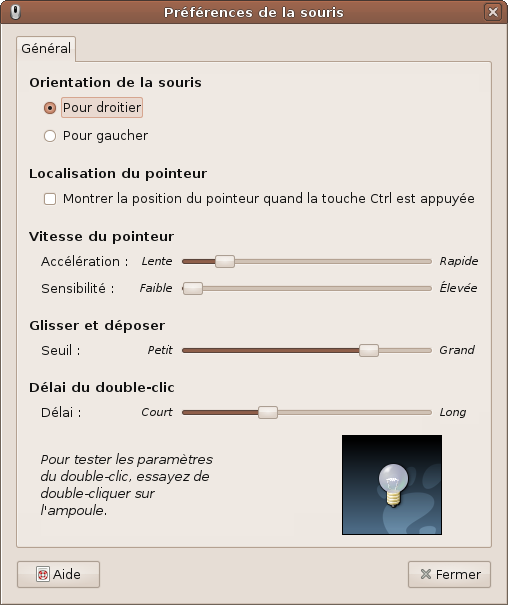 Préférences de la souris
Général
Orientation de la souris
Pour droitier
Pour gaucher
Localisation du pointeur
Montrer la position du pointeur quand la touche Ctrl est appuyée
Vitesse du pointeur
Accélération : Lente Rapide
Sensibilité : Faible Élevée
Glisser et déposer
Seuil : Petit Grand
Délai du double-clic
Délai : Court Long
Pour tester les paramètres
du double-clic, essayez de
double-cliquer sur
l'ampoule.
Aide Fermer